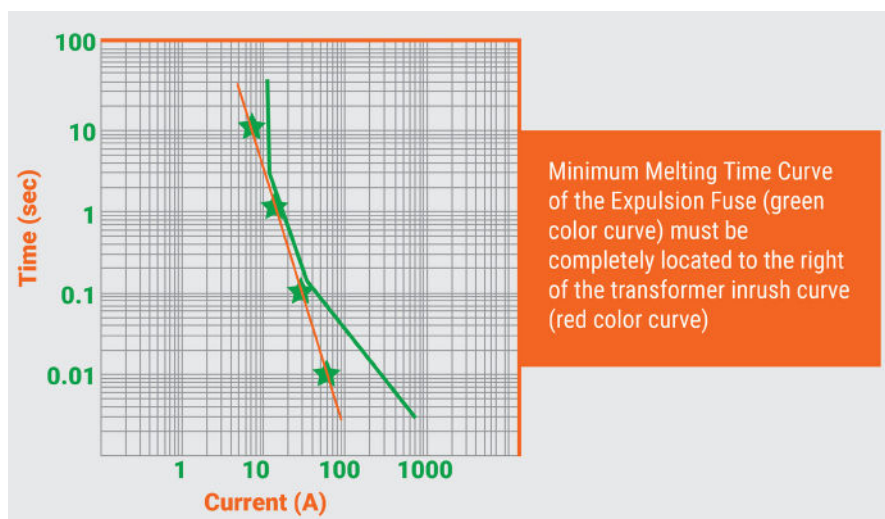 100
10
1
0.1
0.01
Time (sec)
1 10 100 1000
Current (A)
Minimum Melting Time Curve
of the Expulsion Fuse (green
color curve) must be
completely located to the right
of the transformer inrush curve
(red color curve)